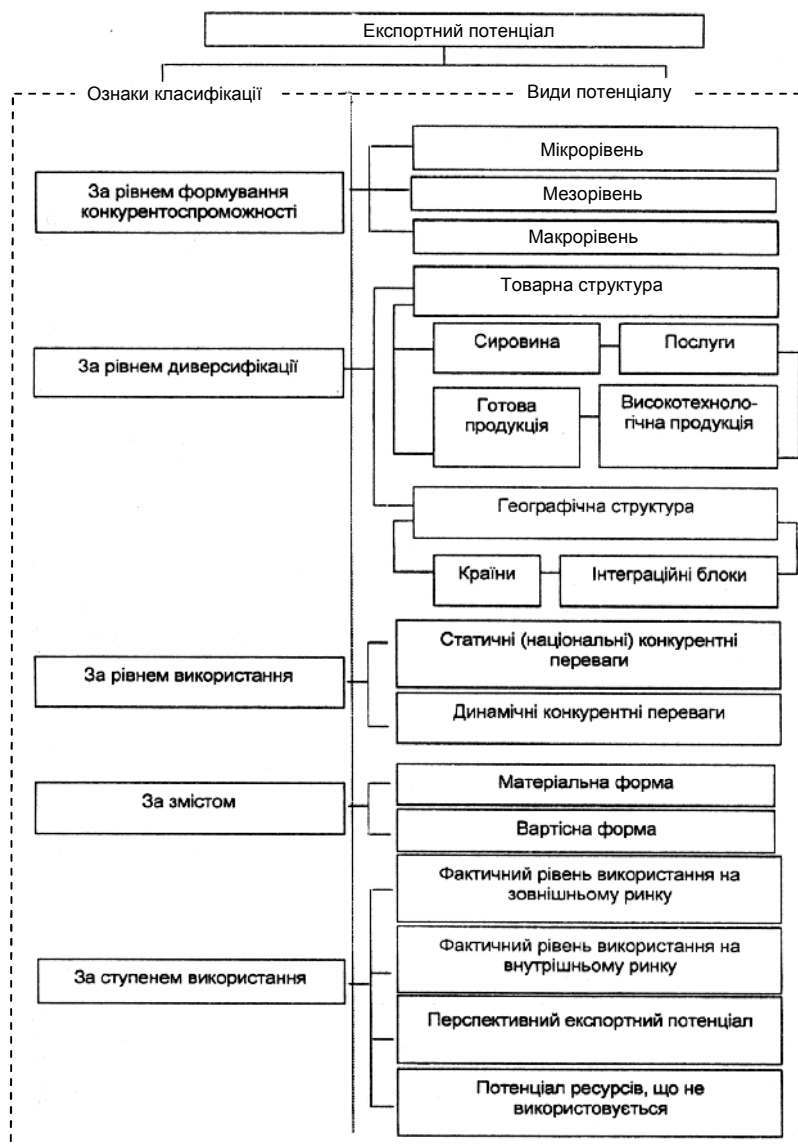 Експортний потенціал
Ознаки класифікації
Види потенціалу
За рівнем формування
конкурентоспроможності
Мікрорівень
Мезорівень
Макрорівень
За рівнем диверсифікації
Товарна структура
Сировина
Послуги
Готова
продукція
Високотехноло-
гічна продукція
Географічна структура
Країни
Інтеграційні блоки
За рівнем використання
Статичні (національні) конкурентні
переваги
Динамічні конкурентні переваги
За змістом
Матеріальна форма
Вартісна форма
За ступенем використання
Фактичний рівень використання на
зовнішньому ринку
Фактичний рівень використання на
внутрішньому ринку
Перспективний експортний потенціал
Потенціал ресурсів, що не
використовується